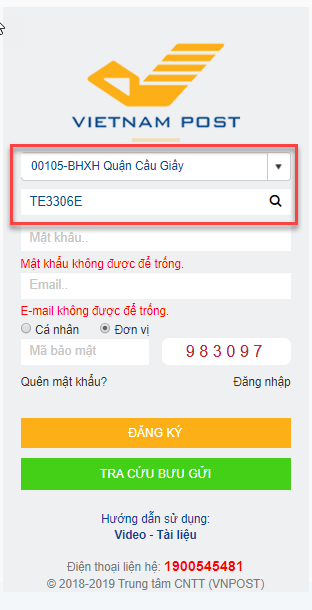 VIETNAM POST
00105-BHXH Quận Cầu Giấy
TE3306E
Mật khẩu..
Mật khẩu không được để trống.
Email..
E-mail không được để trống.
Cá nhân Đơn vị
Mã bảo mật 983097
Quên mật khẩu? Đăng nhập
ĐĂNG KÝ
TRA CỨU BƯU GỬI
Hướng dẫn sử dụng:
Video - Tài liệu
Điện thoại liên hệ: 1900545481
© 2018-2019 Trung tâm CNTT (VNPOST)